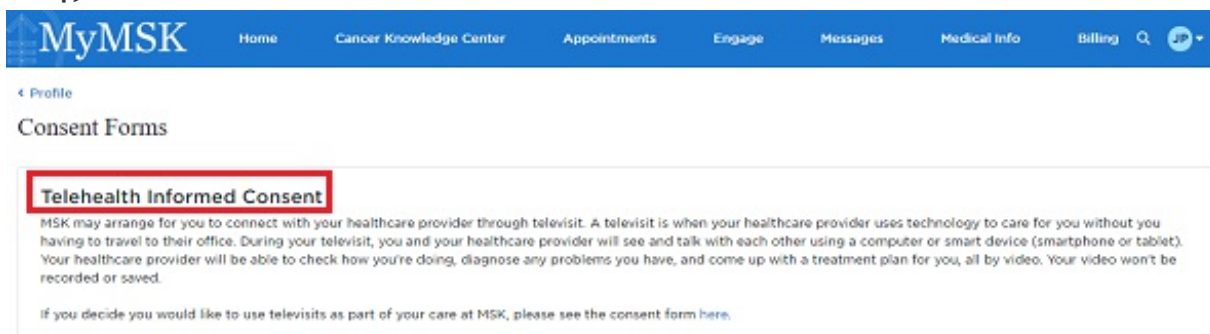 MyMSK Home Cancer Knowledge Center Appointments Engage Messages Medical Info Billing JP
< Profile
Consent Forms
Telehealth Informed Consent
MSK may arrange for you to connect with your healthcare provider through televisit. A televisit is when your healthcare provider uses technology to care for you without you
having to travel to their office. During your televisit, you and your healthcare provider will see and talk with each other using a computer or smart device (smartphone or tablet).
Your healthcare provider will be able to check how you're doing, diagnose any problems you have, and come up with a treatment plan for you, all by video. Your video won't be
recorded or saved.
If you decide you would like to use televisits as part of your care at MSK, please see the consent form here.